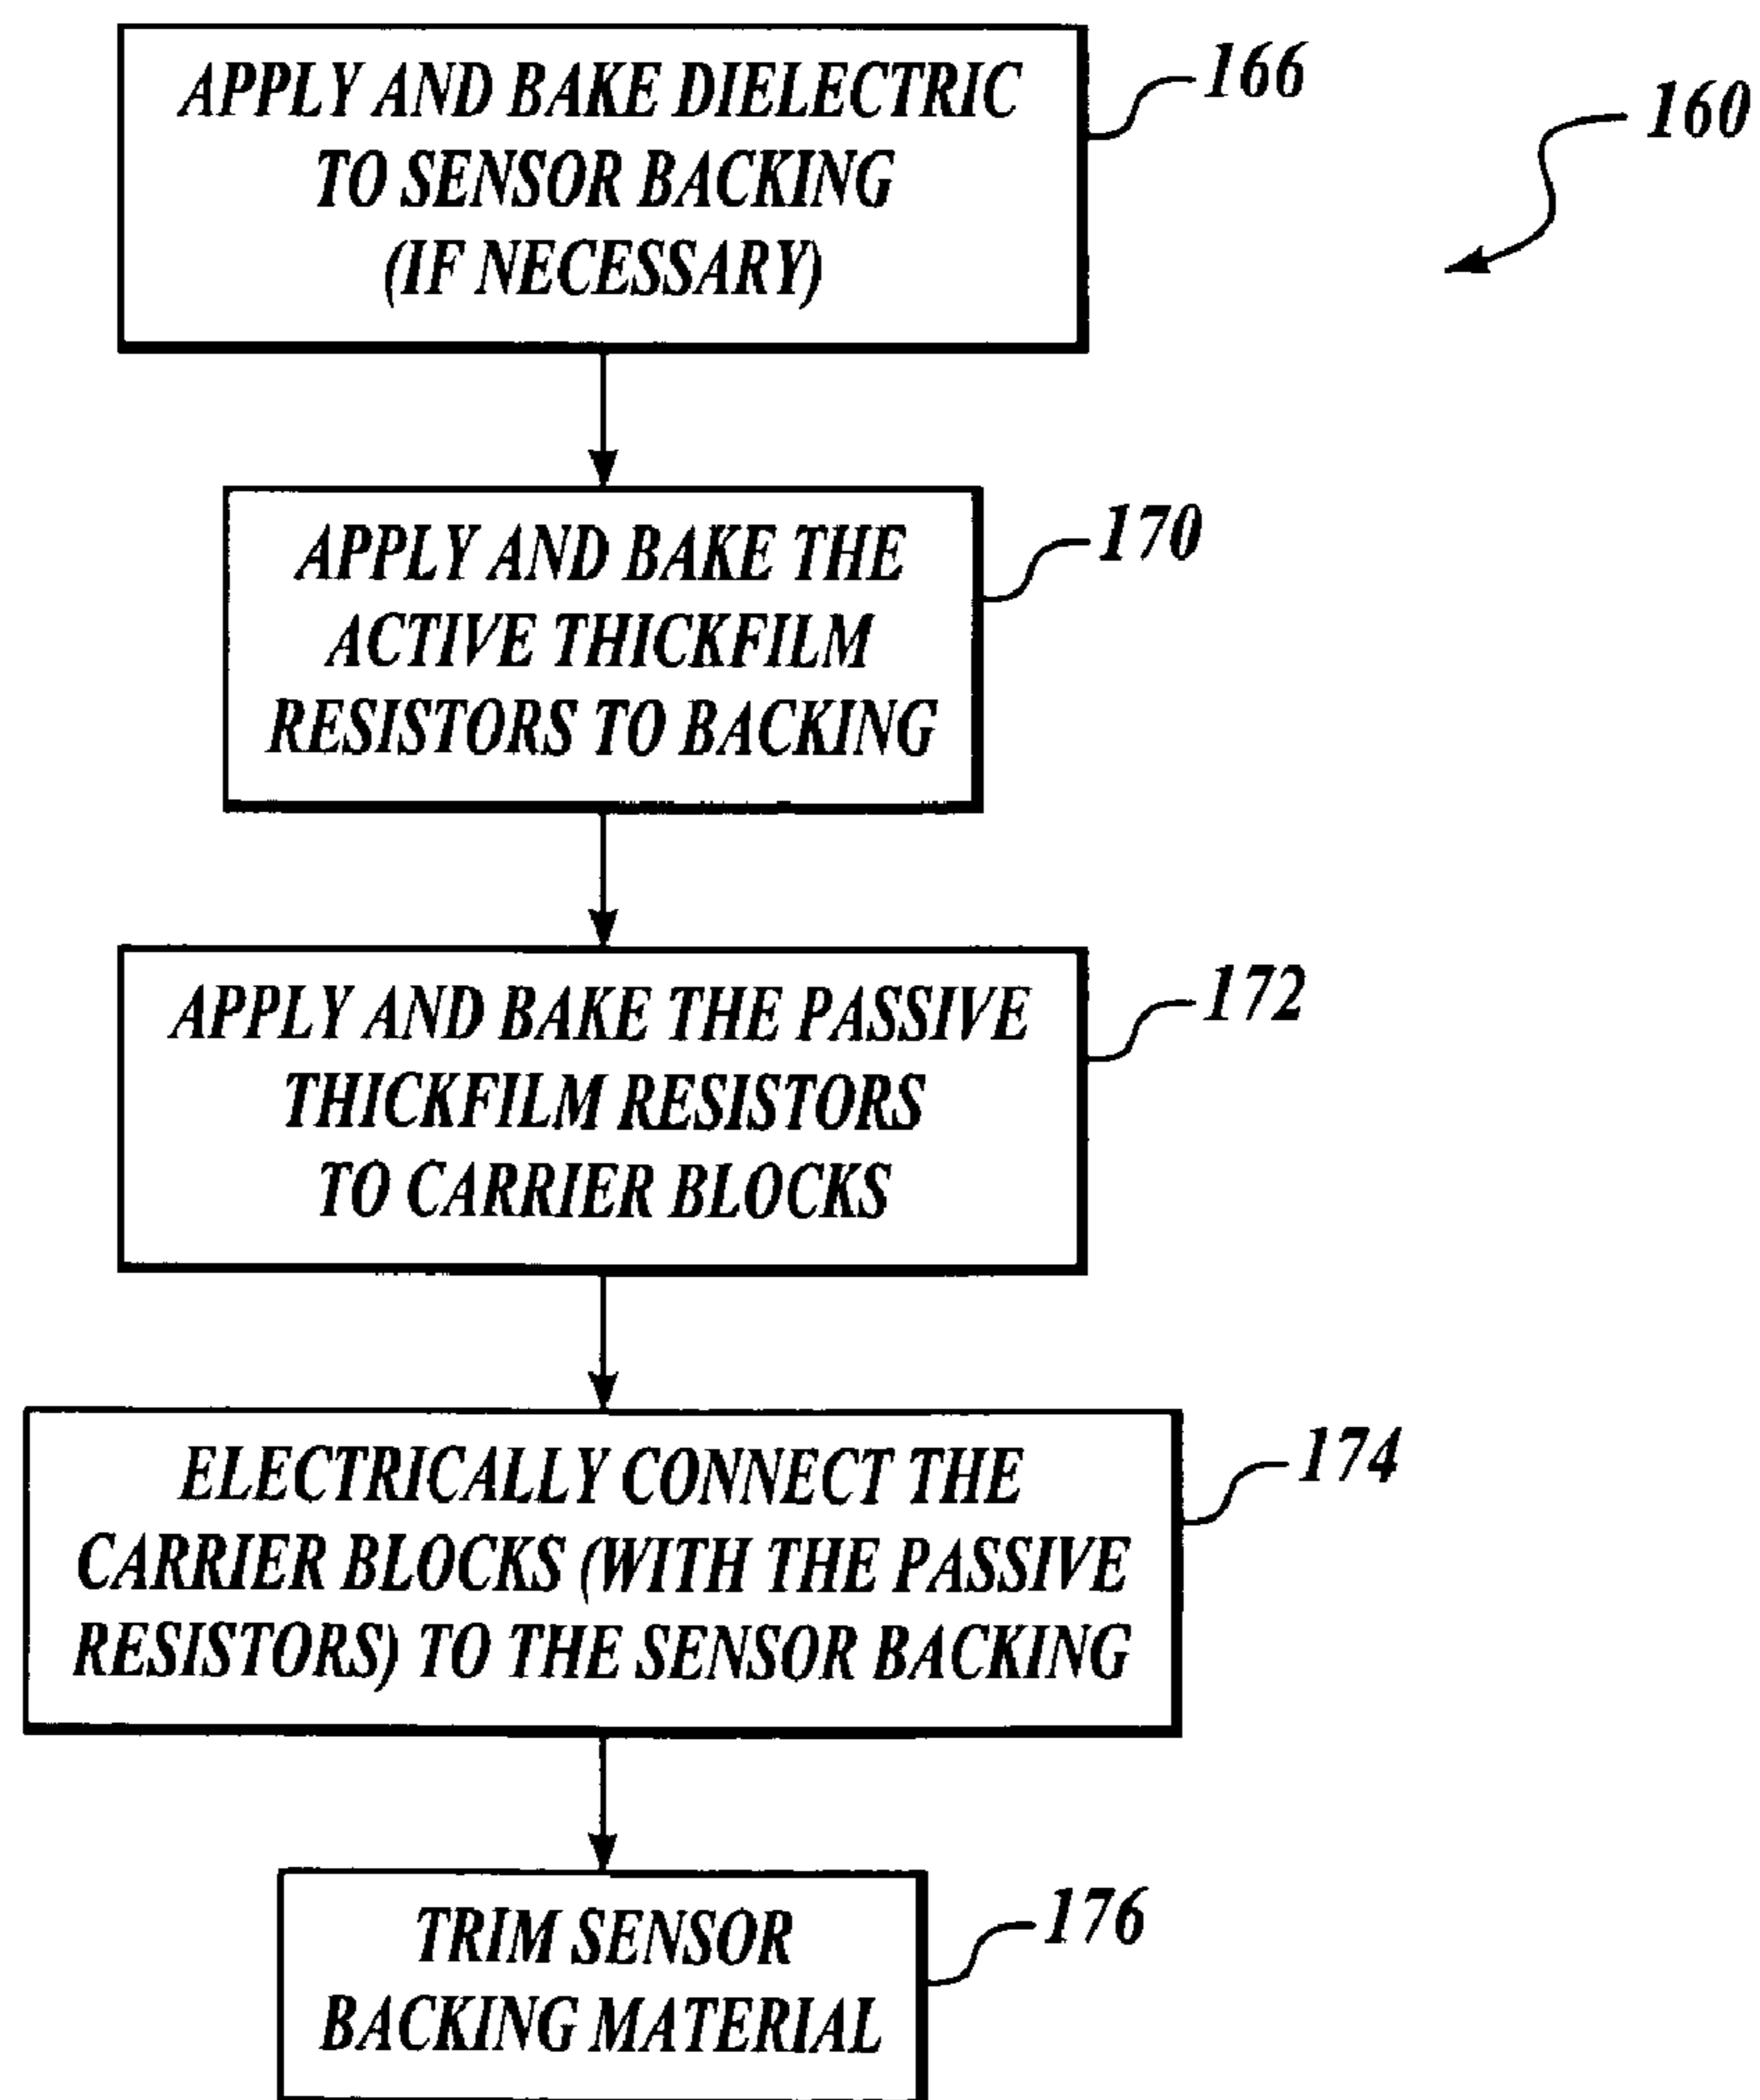 APPLY AND BAKE DIELECTRIC
TO SENSOR BACKING
(IF NECESSARY)
166
160
APPLY AND BAKE THE
ACTIVE THICKFILM
RESISTORS TO BACKING
170
APPLY AND BAKE THE PASSIVE
THICKFILM RESISTORS
TO CARRIER BLOCKS
172
ELECTRICALLY CONNECT THE
CARRIER BLOCKS (WITH THE PASSIVE
RESISTORS) TO THE SENSOR BACKING
174
TRIM SENSOR
BACKING MATERIAL
176